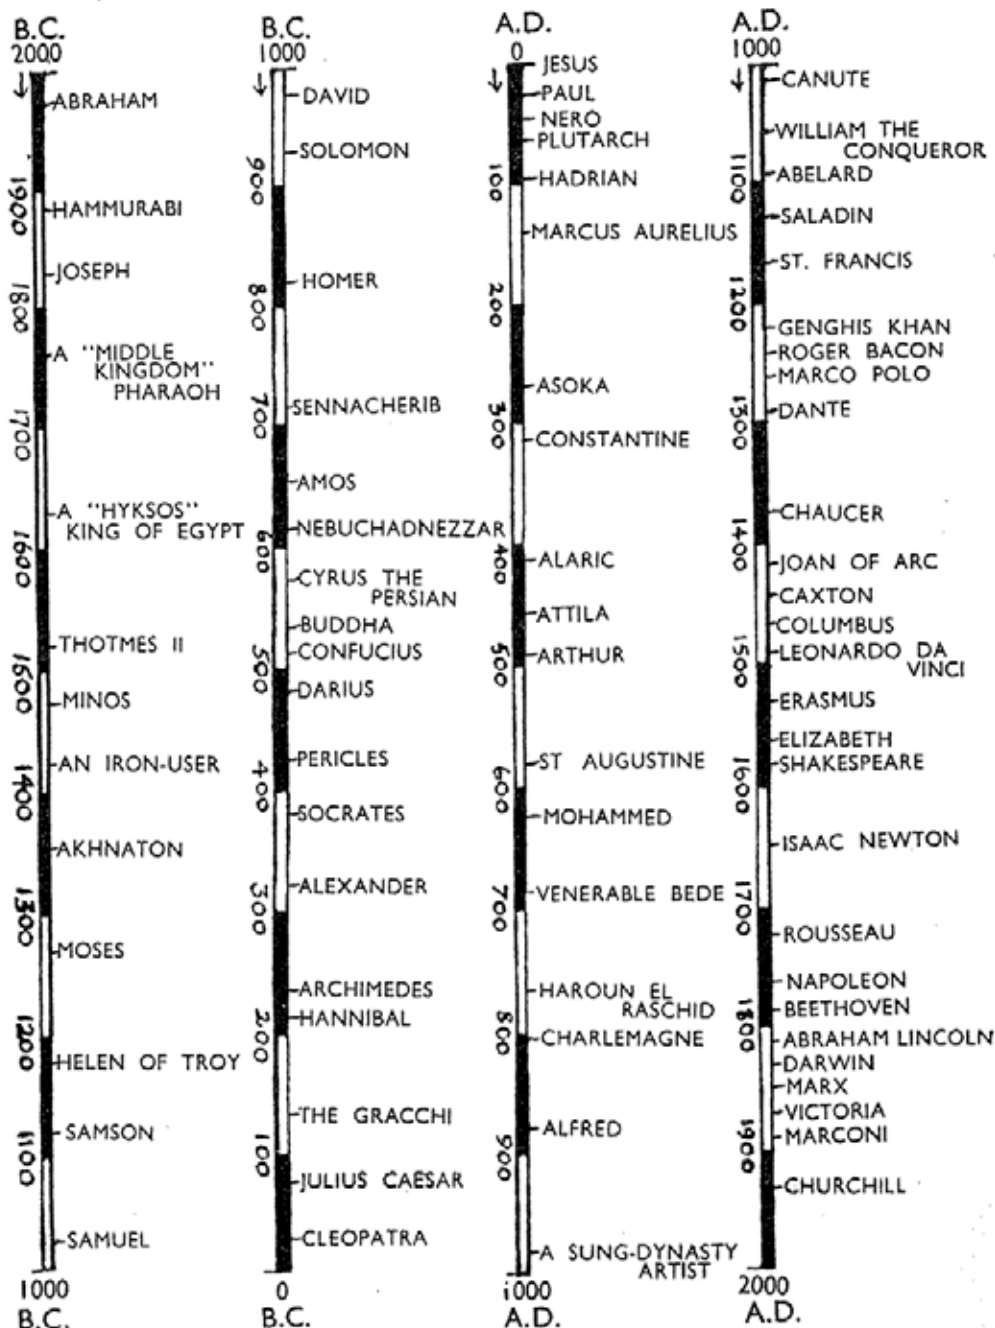 B.C.
2000
ABRAHAM
1900
HAMMURABI
JOSEPH
1800
A "MIDDLE
KINGDOM"
PHARAOH
1700
A "HYKSOS"
KING OF EGYPT
1600
THOTMES II
1500
MINOS
AN IRON-USER
1400
AKHNATON
1300
MOSES
1200
HELEN OF TROY
SAMSON
1100
SAMUEL
1000
B.C.
B.C.
1000
DAVID
SOLOMON
900
HOMER
800
SENNACHERIB
700
AMOS
NEBUCHADNEZZAR
600
CYRUS THE
PERSIAN
BUDDHA
CONFUCIUS
500
DARIUS
PERICLES
400
SOCRATES
ALEXANDER
300
ARCHIMEDES
HANNIBAL
200
THE GRACCHI
100
JULIUS CAESAR
CLEOPATRA
0
B.C.
A.D.
0
JESUS
PAUL
NERO
PLUTARCH
100
HADRIAN
MARCUS AURELIUS
200
ASOKA
300
CONSTANTINE
400
ALARIC
ATTILA
500
ARTHUR
ST AUGUSTINE
600
MOHAMMED
VENERABLE BEDE
700
HAROUN EL
RASCHID
800
CHARLEMAGNE
ALFRED
900
A SUNG-DYNASTY
ARTIST
1000
A.D.
A.D.
1000
CANUTE
WILLIAM THE
CONQUEROR
1100
ABELARD
SALADIN
ST. FRANCIS
1200
GENGHIS KHAN
ROGER BACON
MARCO POLO
1300
DANTE
CHAUCER
1400
JOAN OF ARC
CAXTON
COLUMBUS
1500
LEONARDO DA
VINCI
ERASMUS
ELIZABETH
SHAKESPEARE
1600
ISAAC NEWTON
1700
ROUSSEAU
NAPOLEON
BEETHOVEN
1800
ABRAHAM LINCOLN
DARWIN
MARX
VICTORIA
MARCONI
1900
CHURCHILL
2000
A.D.